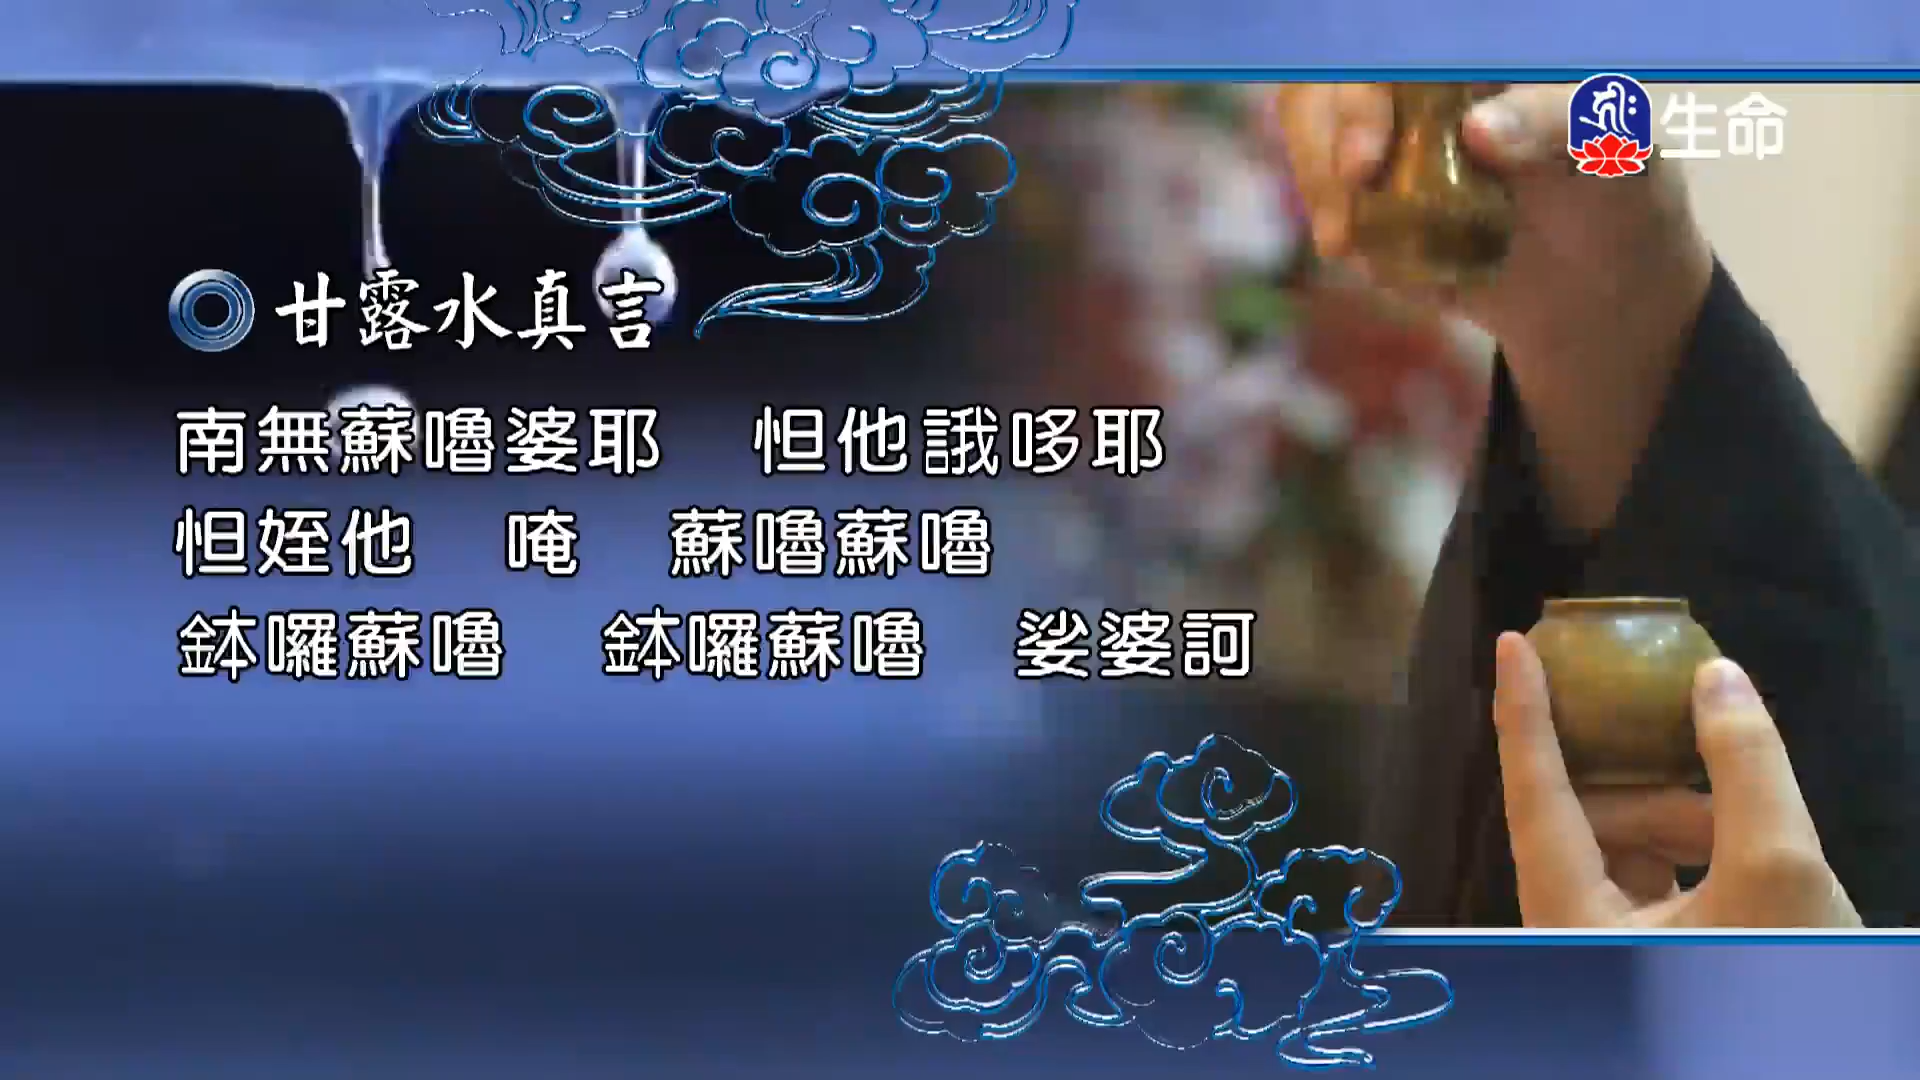 生命
甘露水真言
南無蘇嚕婆耶　怛他誐哆耶
怛姪他　唵　蘇嚕蘇嚕
鉢囉蘇嚕　鉢囉蘇嚕　娑婆訶